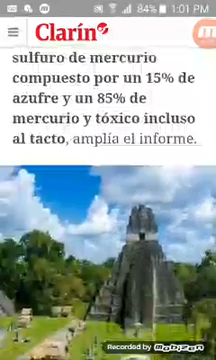 84% 1:01 PM
Clarín
sulfuro de mercurio
compuesto por un 15% de
azufre y un 85% de
mercurio y tóxico incluso
al tacto, amplía el informe.
Recorded by Mobizen